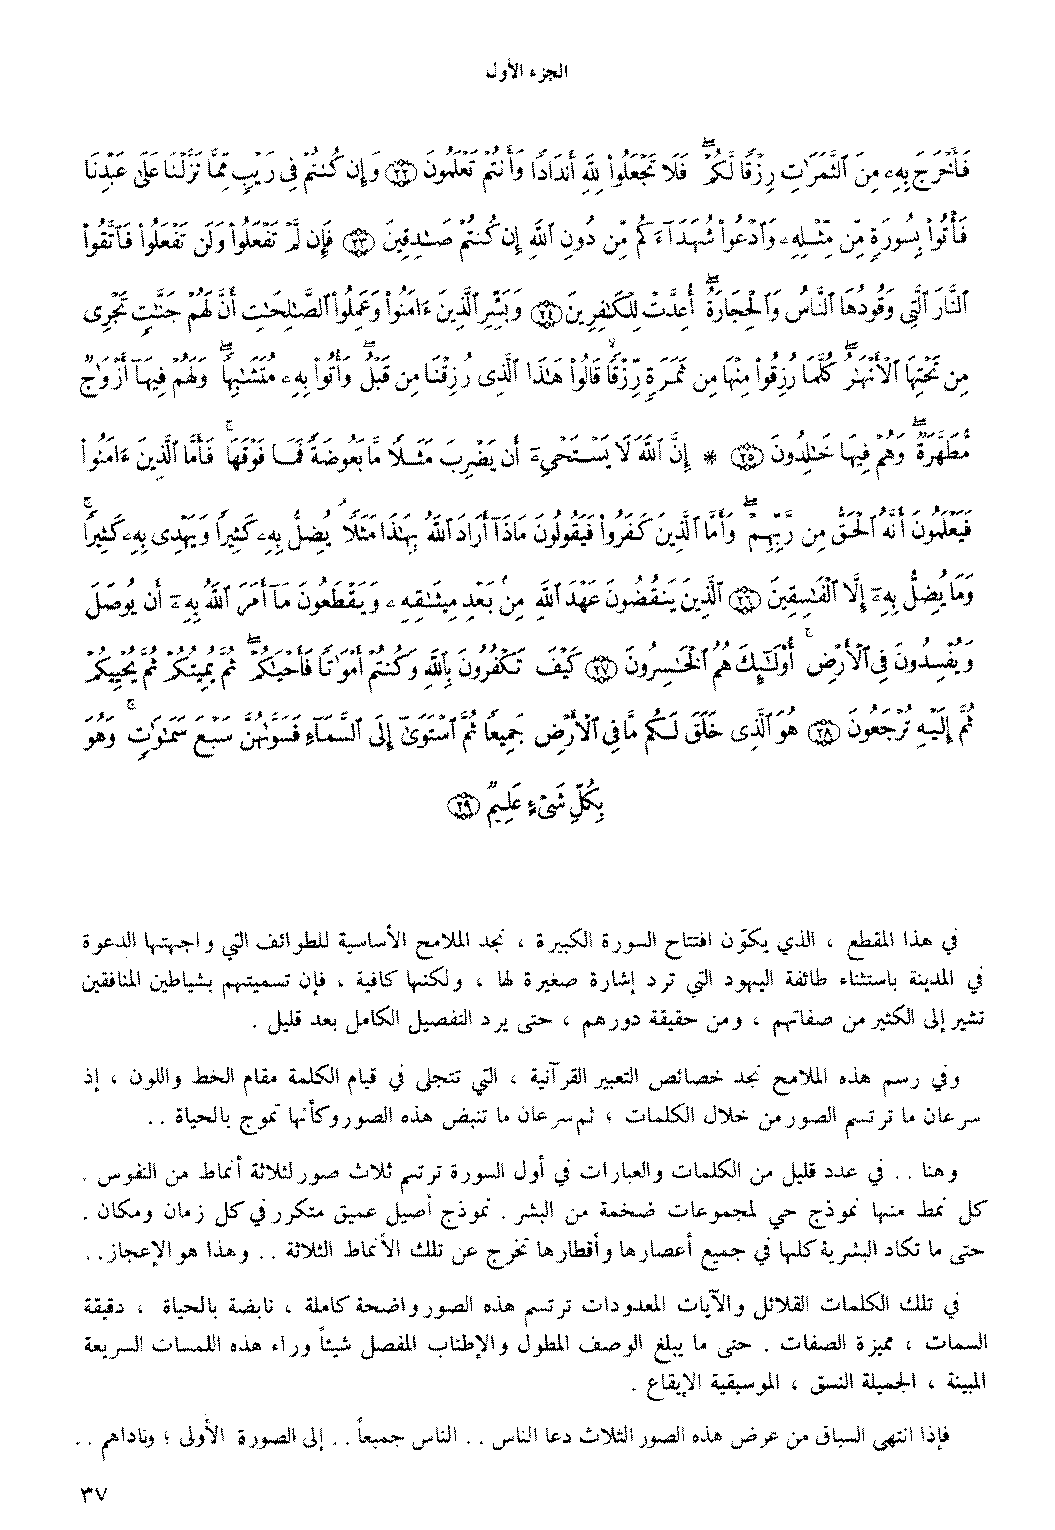 الجزء الأول
فَأَخْرَجَ بِهِۦ مِنَ ٱلثَّمَرَٰتِ رِزْقًا لَّكُمْ ۖ فَلَا تَجْعَلُوا۟ لِلَّهِ أَندَادًا وَأَنتُمْ تَعْلَمُونَ ﴿٢٢﴾ وَإِن كُنتُمْ فِى رَيْبٍ مِّمَّا نَزَّلْنَا عَلَىٰ عَبْدِنَا
فَأْتُوا۟ بِسُورَةٍ مِّن مِّثْلِهِۦ وَٱدْعُوا۟ شُهَدَآءَكُم مِّن دُونِ ٱللَّهِ إِن كُنتُمْ صَٰدِقِينَ ﴿٢٣﴾ فَإِن لَّمْ تَفْعَلُوا۟ وَلَن تَفْعَلُوا۟ فَٱتَّقُوا۟
ٱلنَّارَ ٱلَّتِى وَقُودُهَا ٱلنَّاسُ وَٱلْحِجَارَةُ ۖ أُعِدَّتْ لِلْكَٰفِرِينَ ﴿٢٤﴾ وَبَشِّرِ ٱلَّذِينَ ءَامَنُوا۟ وَعَمِلُوا۟ ٱلصَّٰلِحَٰتِ أَنَّ لَهُمْ جَنَّٰتٍ تَجْرِى
مِن تَحْتِهَا ٱلْأَنْهَٰرُ ۖ كُلَّمَا رُزِقُوا۟ مِنْهَا مِن ثَمَرَةٍ رِّزْقًا ۙ قَالُوا۟ هَٰذَا ٱلَّذِى رُزِقْنَا مِن قَبْلُ ۖ وَأُتُوا۟ بِهِۦ مُتَشَٰبِهًا ۖ وَلَهُمْ فِيهَآ أَزْوَٰجٌ
مُّطَهَّرَةٌ ۖ وَهُمْ فِيهَا خَٰلِدُونَ ﴿٢٥﴾ * إِنَّ ٱللَّهَ لَا يَسْتَحْىِۦٓ أَن يَضْرِبَ مَثَلًا مَّا بَعُوضَةً فَمَا فَوْقَهَا ۚ فَأَمَّا ٱلَّذِينَ ءَامَنُوا۟
فَيَعْلَمُونَ أَنَّهُ ٱلْحَقُّ مِن رَّبِّهِمْ ۖ وَأَمَّا ٱلَّذِينَ كَفَرُوا۟ فَيَقُولُونَ مَاذَآ أَرَادَ ٱللَّهُ بِهَٰذَا مَثَلًا ۘ يُضِلُّ بِهِۦ كَثِيرًا وَيَهْدِى بِهِۦ كَثِيرًا ۚ
وَمَا يُضِلُّ بِهِۦٓ إِلَّا ٱلْفَٰسِقِينَ ﴿٢٦﴾ ٱلَّذِينَ يَنقُضُونَ عَهْدَ ٱللَّهِ مِنۢ بَعْدِ مِيثَٰقِهِۦ وَيَقْطَعُونَ مَآ أَمَرَ ٱللَّهُ بِهِۦٓ أَن يُوصَلَ
وَيُفْسِدُونَ فِى ٱلْأَرْضِ ۚ أُو۟لَٰٓئِكَ هُمُ ٱلْخَٰسِرُونَ ﴿٢٧﴾ كَيْفَ تَكْفُرُونَ بِٱللَّهِ وَكُنتُمْ أَمْوَٰتًا فَأَحْيَٰكُمْ ۖ ثُمَّ يُمِيتُكُمْ ثُمَّ يُحْيِيكُمْ
ثُمَّ إِلَيْهِ تُرْجَعُونَ ﴿٢٨﴾ هُوَ ٱلَّذِى خَلَقَ لَكُم مَّا فِى ٱلْأَرْضِ جَمِيعًا ثُمَّ ٱسْتَوَىٰٓ إِلَى ٱلسَّمَآءِ فَسَوَّىٰهُنَّ سَبْعَ سَمَٰوَٰتٍ ۚ وَهُوَ
بِكُلِّ شَىْءٍ عَلِيمٌ ﴿٢٩﴾
في هذا المقطع ، الذي يكوّن افتتاح السورة الكبيرة ، نجد الملامح الأساسية للطوائف التي واجهتها الدعوة
في المدينة باستثناء طائفة اليهود التي ترد إشارة صغيرة لها ، ولكنها كافية ، فإن تسميتهم بشياطين المنافقين
تشير إلى الكثير من صفاتهم ، ومن حقيقة دورهم ، حتى يرد التفصيل الكامل بعد قليل .
وفي رسم هذه الملامح نجد خصائص التعبير القرآنية ، التي تتجلى في قيام الكلمة مقام الخط واللون ، إذ
سرعان ما ترتسم الصور من خلال الكلمات ؛ ثم سرعان ما تنبض هذه الصور وكأنها تموج بالحياة ..
وهنا .. في عدد قليل من الكلمات والعبارات في أول السورة ترتسم ثلاث صور لثلاثة أنماط من النفوس .
كل نمط منها نموذج حي لمجموعات ضخمة من البشر . نموذج أصيل عميق متكرر في كل زمان ومكان .
حتى ما تكاد البشرية كلها في جميع أعصارها وأقطارها تخرج عن تلك الأنماط الثلاثة .. وهذا هو الإعجاز ..
في تلك الكلمات القلائل والآيات المعدودات ترتسم هذه الصور واضحة كاملة ، نابضة بالحياة ، دقيقة
السمات ، مميزة الصفات . حتى ما يبلغ الوصف المطول والإطناب المفصل شيئاً وراء هذه اللمسات السريعة
المبينة ، الجميلة النسق ، الموسيقية الإيقاع .
فإذا انتهى السياق من عرض هذه الصور الثلاث دعا الناس .. الناس جميعاً .. إلى الصورة الأولى ؛ وناداهم ..
٣٧